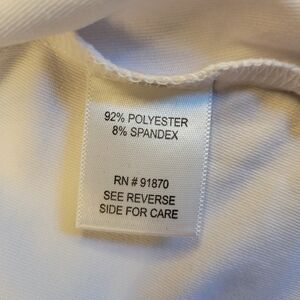 92% POLYESTER
8% SPANDEX
RN # 91870
SEE REVERSE
SIDE FOR CARE